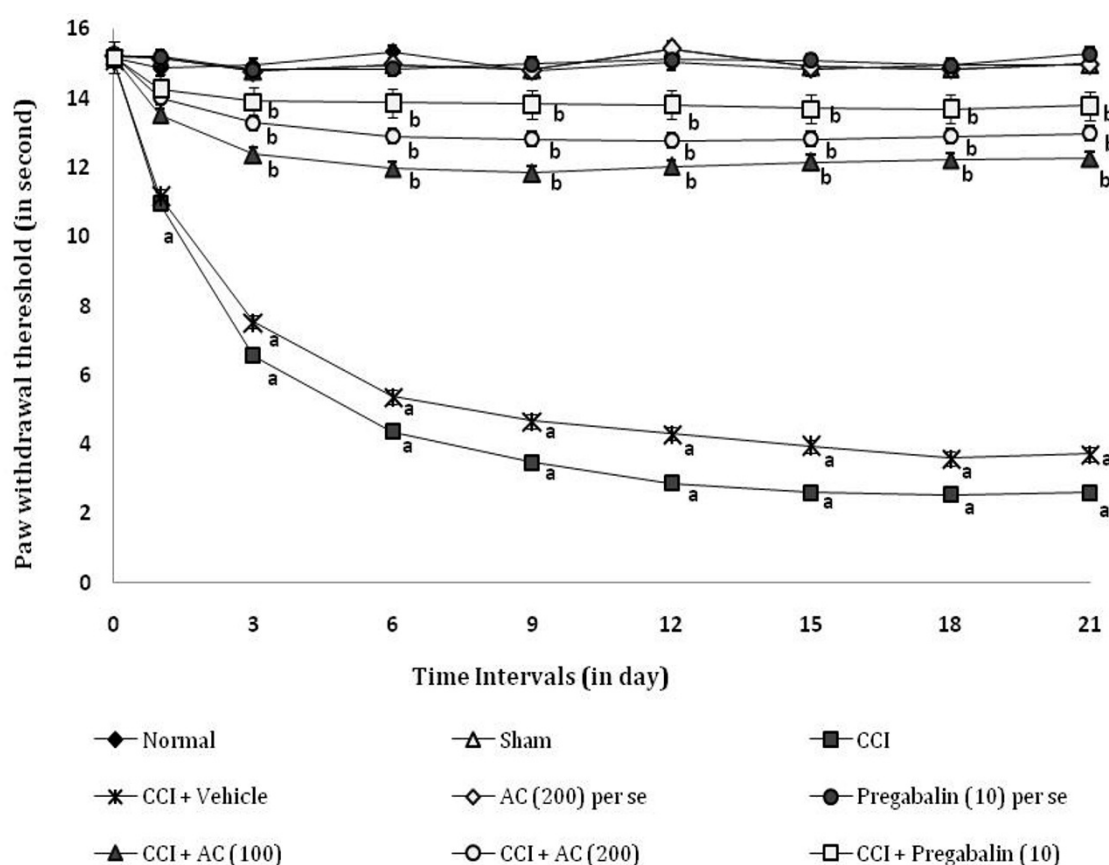 Paw withdrawal thereshold (in second)
16
14
b b b b b b b
b b b b b b b
12
b b b b b b b
10
a
8
a
6
a
a
4
a
a
a
a
a
a
2
a
a
a
a
a
0
0 3 6 9 12 15 18 21
Time Intervals (in day)
Normal
Sham
CCI
CCI + Vehicle
AC (200) per se
Pregabalin (10) per se
CCI + AC (100)
CCI + AC (200)
CCI + Pregabalin (10)